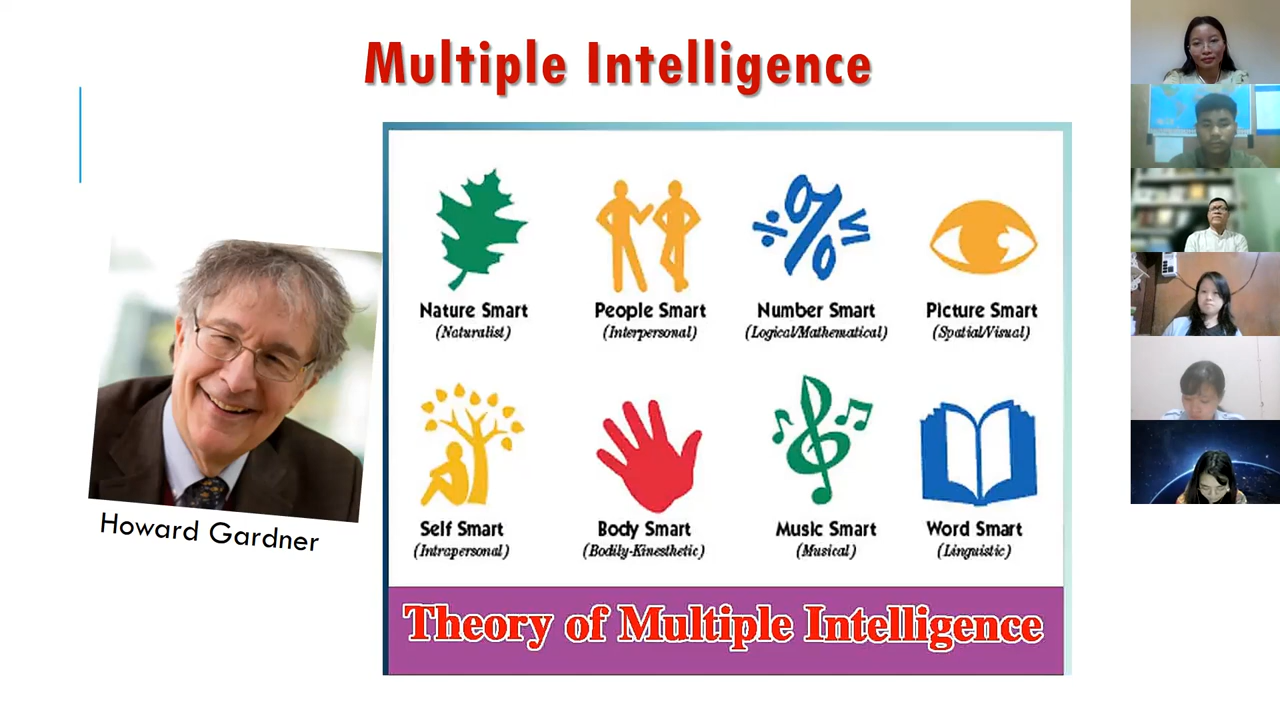 Multiple Intelligence
Howard Gardner
Nature Smart
(Naturalist)
People Smart
(Interpersonal)
Number Smart
(Logical/Mathematical)
Picture Smart
(Spatial/Visual)
Self Smart
(Intrapersonal)
Body Smart
(Bodily-Kinesthetic)
Music Smart
(Musical)
Word Smart
(Linguistic)
Theory of Multiple Intelligence